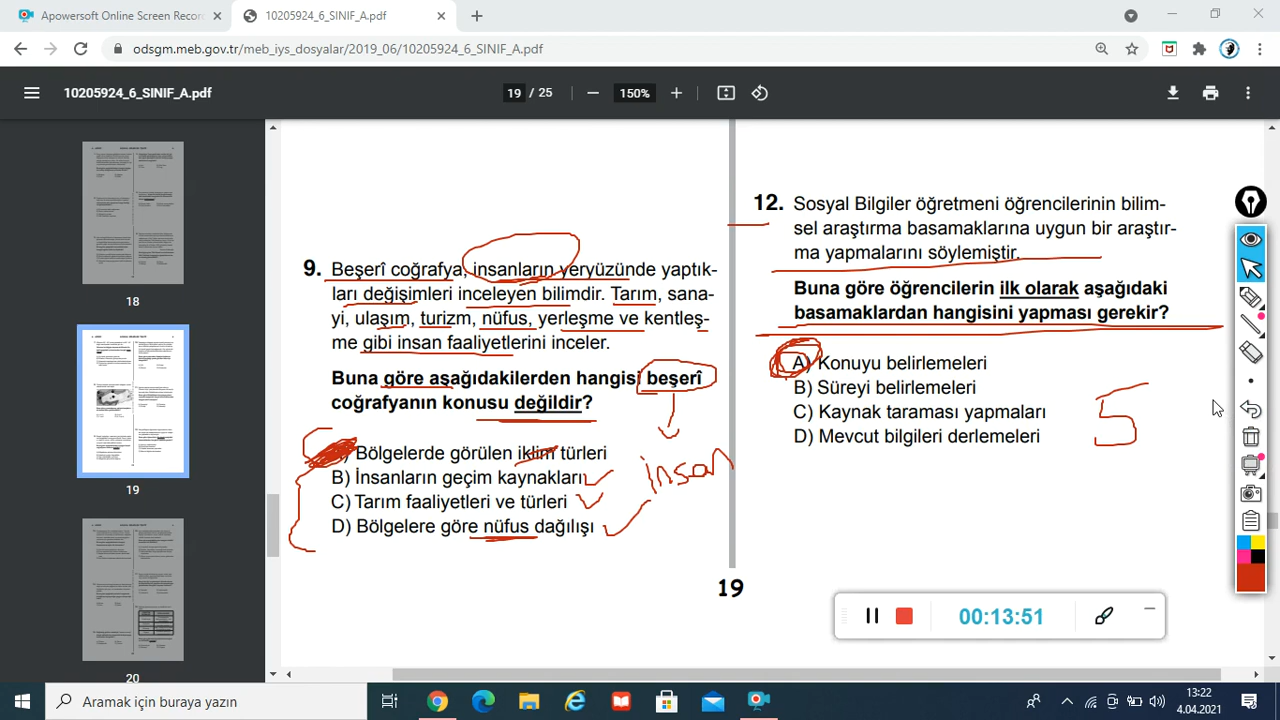 Apowersoft Online Screen Recor
10205924_6_SINIF_A.pdf
odsgm.meb.gov.tr/meb_iys_dosyalar/2019_06/10205924_6_SINIF_A.pdf
10205924_6_SINIF_A.pdf
19 / 25
150%
18
19
20
9. Beşerî coğrafya, insanların yeryüzünde yaptık-
ları değişimleri inceleyen bilimdir. Tarım, sana-
yi, ulaşım, turizm, nüfus, yerleşme ve kentleş-
me gibi insan faaliyetlerini inceler.
Buna göre aşağıdakilerden hangisi beşerî
coğrafyanın konusu değildir?
Bölgelerde görülen iklim türleri
B) İnsanların geçim kaynakları
C) Tarım faaliyetleri ve türleri
D) Bölgelere göre nüfus dağılışı
insan
12. Sosyal Bilgiler öğretmeni öğrencilerinin bilim-
sel araştırma basamaklarına uygun bir araştır-
ma yapmalarını söylemiştir.
Buna göre öğrencilerin ilk olarak aşağıdaki
basamaklardan hangisini yapması gerekir?
A) Konuyu belirlemeleri
B) Süreyi belirlemeleri
C) Kaynak taraması yapmaları
D) Mevcut bilgileri derlemeleri
5
19
00:13:51
Aramak için buraya yazın
13:22
4.04.2021